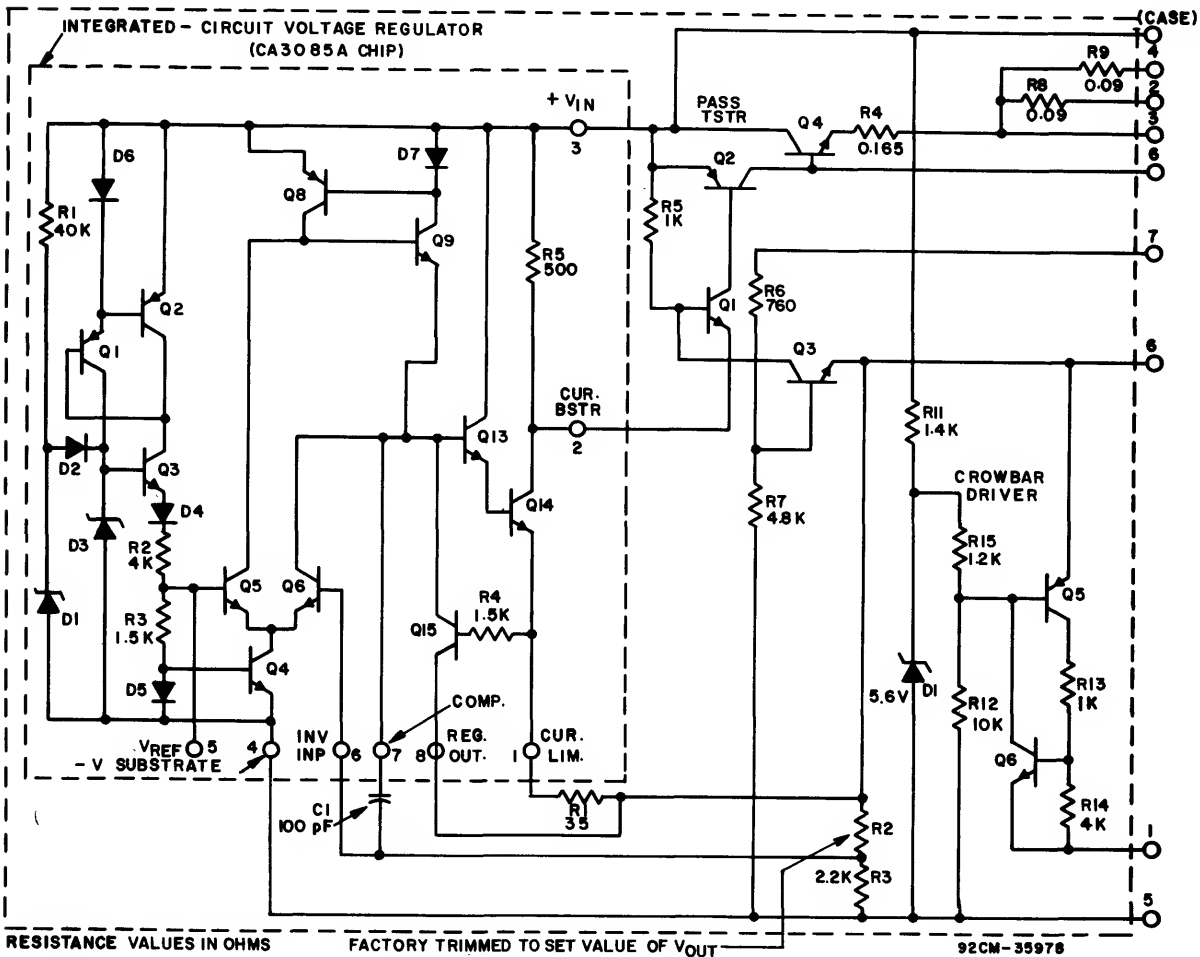 INTEGRATED - CIRCUIT VOLTAGE REGULATOR
(CA3085A CHIP)
(CASE)
4
R9
0.09
2
R8
0.09
3
+ VIN
3
PASS
TSTR
Q4
R4
0.165
6
D6
D7
Q8
Q2
R1
40K
Q9
R5
500
R5
1K
7
R6
760
Q2
Q1
Q1
Q3
6
CUR.
BSTR
2
R11
1.4K
Q13
D2
Q3
Q14
CROWBAR
DRIVER
D4
R7
4.8K
D3
R2
4K
R15
1.2K
Q5
Q6
R4
1.5K
Q5
D1
R3
1.5K
Q15
Q4
D1
5.6V
R13
1K
D5
R12
10K
COMP.
VREF
5
4
INV
INP
6
7
8
REG.
OUT.
1
CUR.
LIM.
Q6
- V SUBSTRATE
R14
4K
C1
100 pF
R1
35
R2
1
2.2K
R3
5
RESISTANCE VALUES IN OHMS
FACTORY TRIMMED TO SET VALUE OF VOUT
92CM-35978